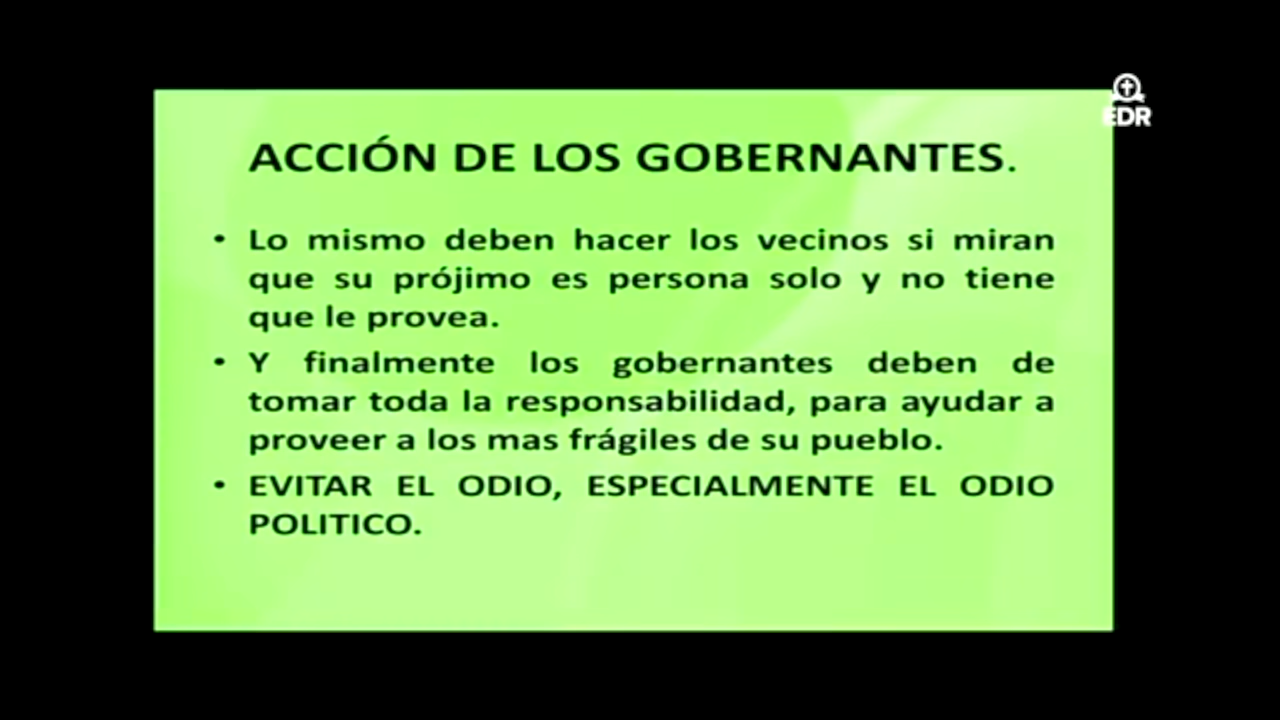 EDR
ACCIÓN DE LOS GOBERNANTES.
• Lo mismo deben hacer los vecinos si miran
que su prójimo es persona solo y no tiene
que le provea.
• Y finalmente los gobernantes deben de
tomar toda la responsabilidad, para ayudar a
proveer a los mas frágiles de su pueblo.
• EVITAR EL ODIO, ESPECIALMENTE EL ODIO
POLITICO.